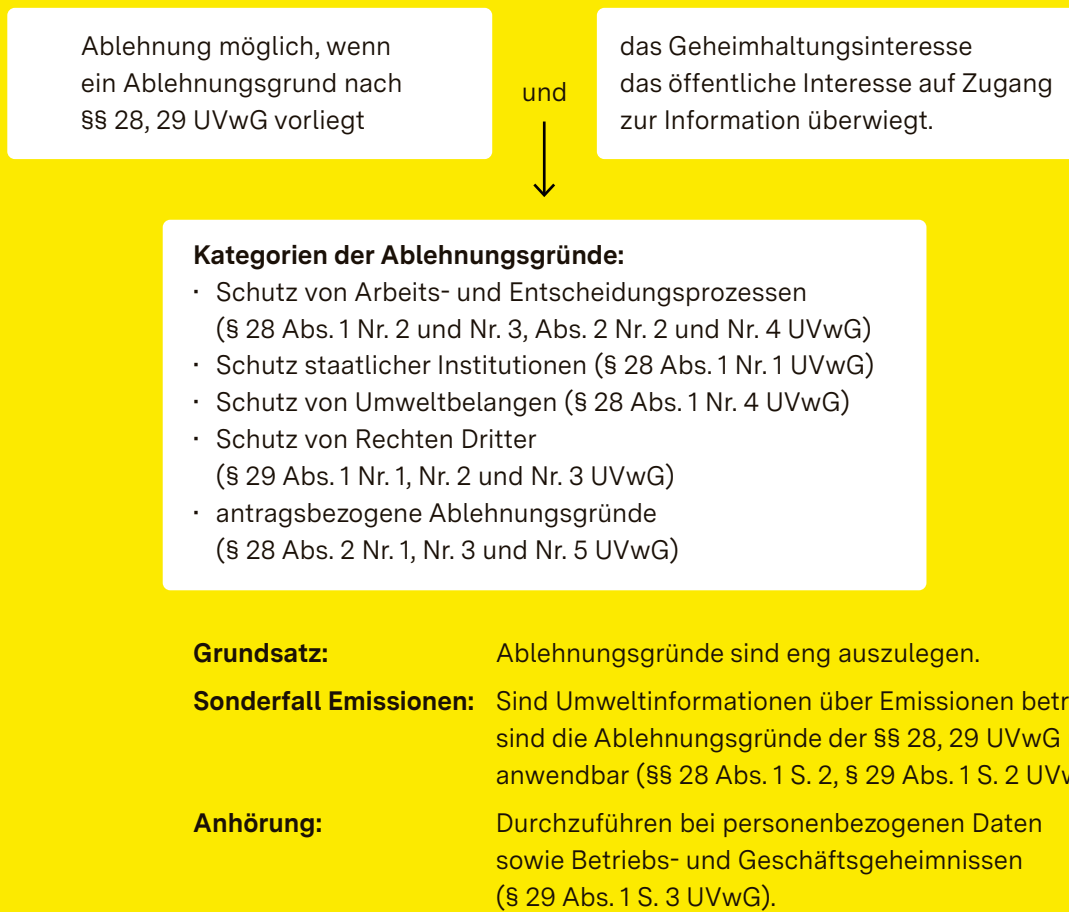 Ablehnung möglich, wenn
ein Ablehnungsgrund nach
§§ 28, 29 UVwG vorliegt
und
das Geheimhaltungsinteresse
das öffentliche Interesse auf Zugang
zur Information überwiegt.
Kategorien der Ablehnungsgründe:
· Schutz von Arbeits- und Entscheidungsprozessen
(§ 28 Abs. 1 Nr. 2 und Nr. 3, Abs. 2 Nr. 2 und Nr. 4 UVwG)
· Schutz staatlicher Institutionen (§ 28 Abs. 1 Nr. 1 UVwG)
· Schutz von Umweltbelangen (§ 28 Abs. 1 Nr. 4 UVwG)
· Schutz von Rechten Dritter
(§ 29 Abs. 1 Nr. 1, Nr. 2 und Nr. 3 UVwG)
· antragsbezogene Ablehnungsgründe
(§ 28 Abs. 2 Nr. 1, Nr. 3 und Nr. 5 UVwG)
Grundsatz: Ablehnungsgründe sind eng auszulegen.
Sonderfall Emissionen: Sind Umweltinformationen über Emissionen
sind die Ablehnungsgründe der §§ 28, 29 UVwG
anwendbar (§§ 28 Abs. 1 S. 2, § 29 Abs. 1 S. 2
Anhörung: Durchzuführen bei personenbezogenen Daten
sowie Betriebs- und Geschäftsgeheimnissen
(§ 29 Abs. 1 S. 3 UVwG).